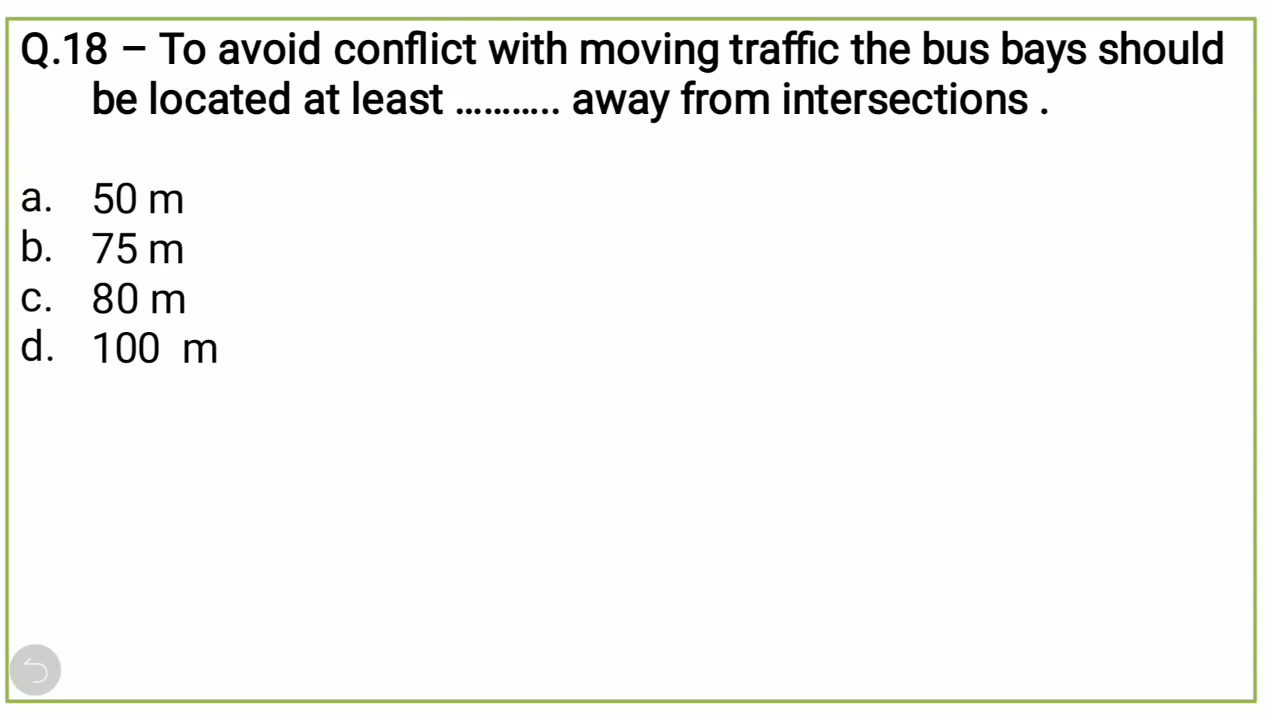 Q.18 – To avoid conflict with moving traffic the bus bays should
be located at least ........... away from intersections .
a. 50 m
b. 75 m
c. 80 m
d. 100 m